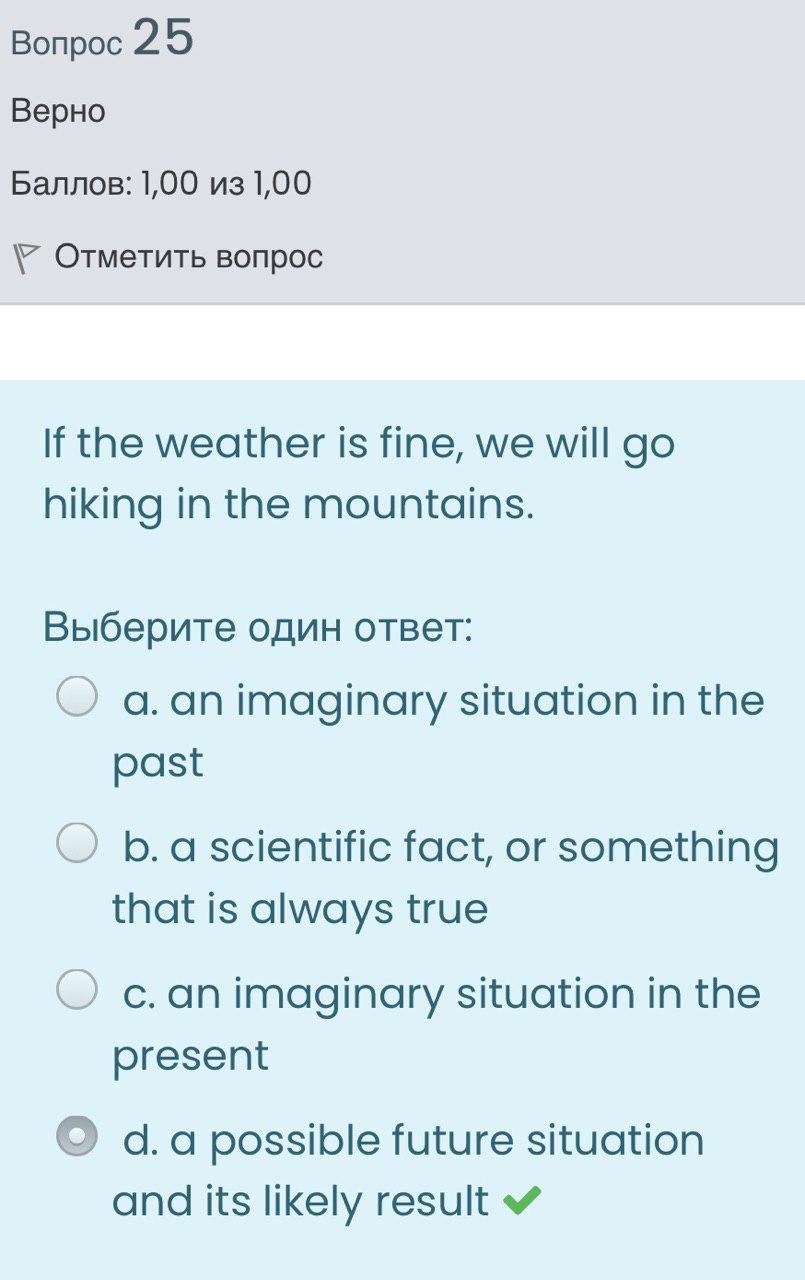 Вопрос 25
Верно
Баллов: 1,00 из 1,00
Отметить вопрос
If the weather is fine, we will go
hiking in the mountains.
Выберите один ответ:
a. an imaginary situation in the
past
b. a scientific fact, or something
that is always true
c. an imaginary situation in the
present
d. a possible future situation
and its likely result